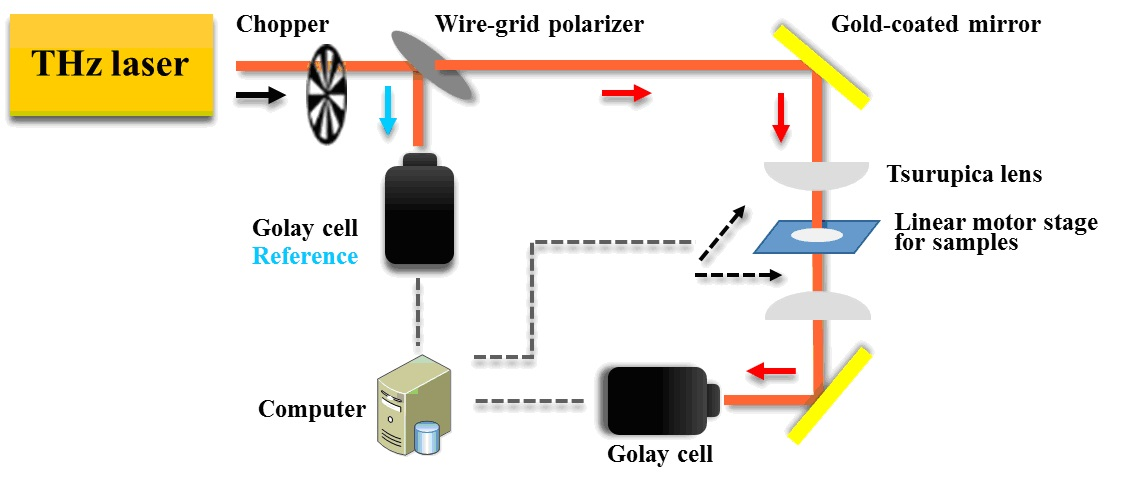 THz laser
Chopper
Wire-grid polarizer
Gold-coated mirror
Tsurupica lens
Linear motor stage
for samples
Golay cell
Reference
Computer
Golay cell